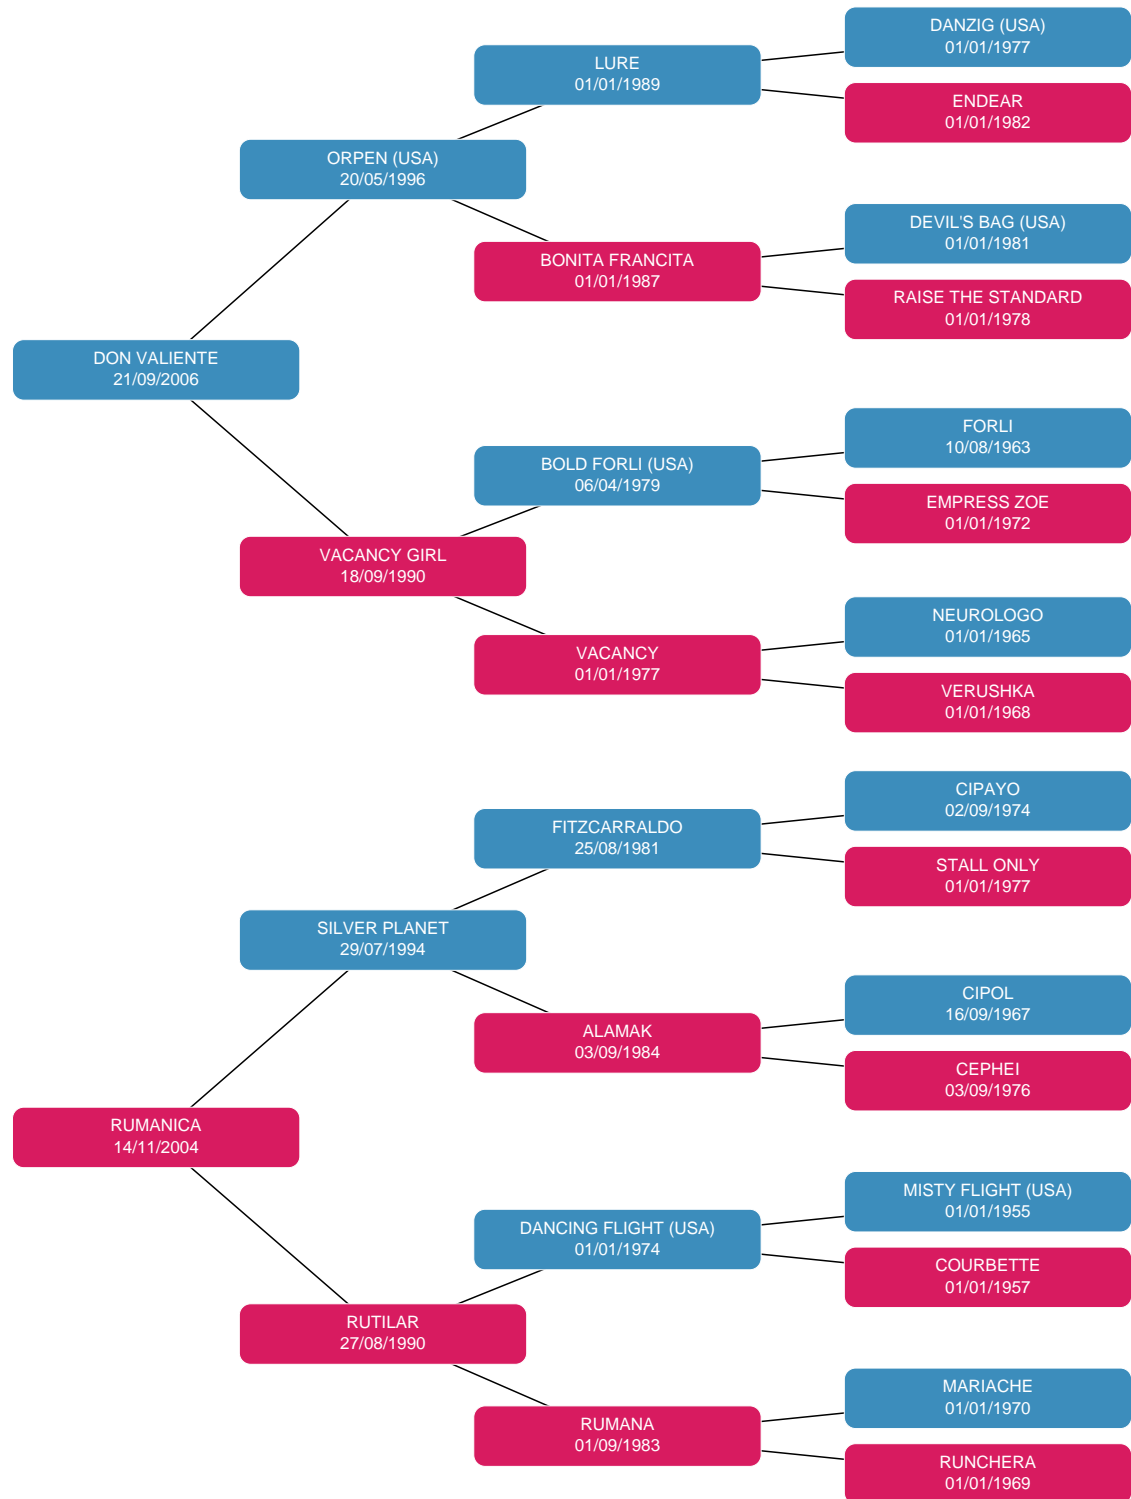 DANZIG (USA)
01/01/1977
LURE
01/01/1989
ENDEAR
01/01/1982
ORPEN (USA)
20/05/1996
DEVIL'S BAG (USA)
01/01/1981
BONITA FRANCITA
01/01/1987
RAISE THE STANDARD
01/01/1978
DON VALIENTE
21/09/2006
FORLI
10/08/1963
BOLD FORLI (USA)
06/04/1979
EMPRESS ZOE
01/01/1972
VACANCY GIRL
18/09/1990
NEUROLOGO
01/01/1965
VACANCY
01/01/1977
VERUSHKA
01/01/1968
CIPAYO
02/09/1974
FITZCARRALDO
25/08/1981
STALL ONLY
01/01/1977
SILVER PLANET
29/07/1994
CIPOL
16/09/1967
ALAMAK
03/09/1984
CEPHEI
03/09/1976
RUMANICA
14/11/2004
MISTY FLIGHT (USA)
01/01/1955
DANCING FLIGHT (USA)
01/01/1974
COURBETTE
01/01/1957
RUTILAR
27/08/1990
MARIACHE
01/01/1970
RUMANA
01/09/1983
RUNCHERA
01/01/1969